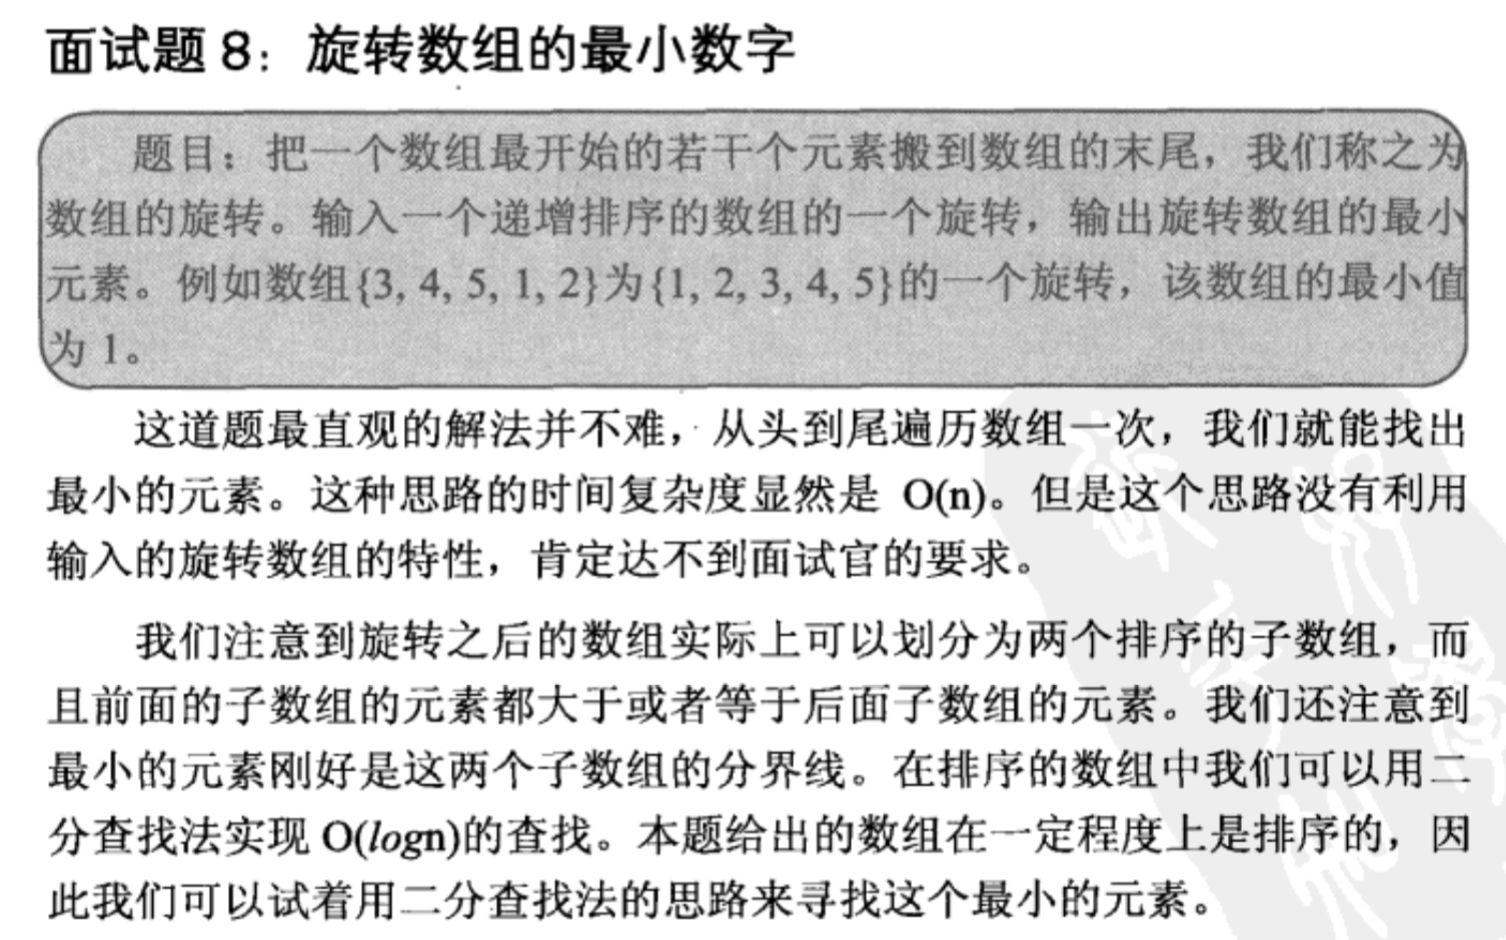 面试题 8：旋转数组的最小数字
题目：把一个数组最开始的若干个元素搬到数组的末尾，我们称之为
数组的旋转。输入一个递增排序的数组的一个旋转，输出旋转数组的最小
元素。例如数组{3, 4, 5, 1, 2}为{1, 2, 3, 4, 5}的一个旋转，该数组的最小值
为 1。
这道题最直观的解法并不难，从头到尾遍历数组一次，我们就能找出
最小的元素。这种思路的时间复杂度显然是 O(n)。但是这个思路没有利用
输入的旋转数组的特性，肯定达不到面试官的要求。
我们注意到旋转之后的数组实际上可以划分为两个排序的子数组，而
且前面的子数组的元素都大于或者等于后面子数组的元素。我们还注意到
最小的元素刚好是这两个子数组的分界线。在排序的数组中我们可以用二
分查找法实现 O(logn)的查找。本题给出的数组在一定程度上是排序的，因
此我们可以试着用二分查找法的思路来寻找这个最小的元素。